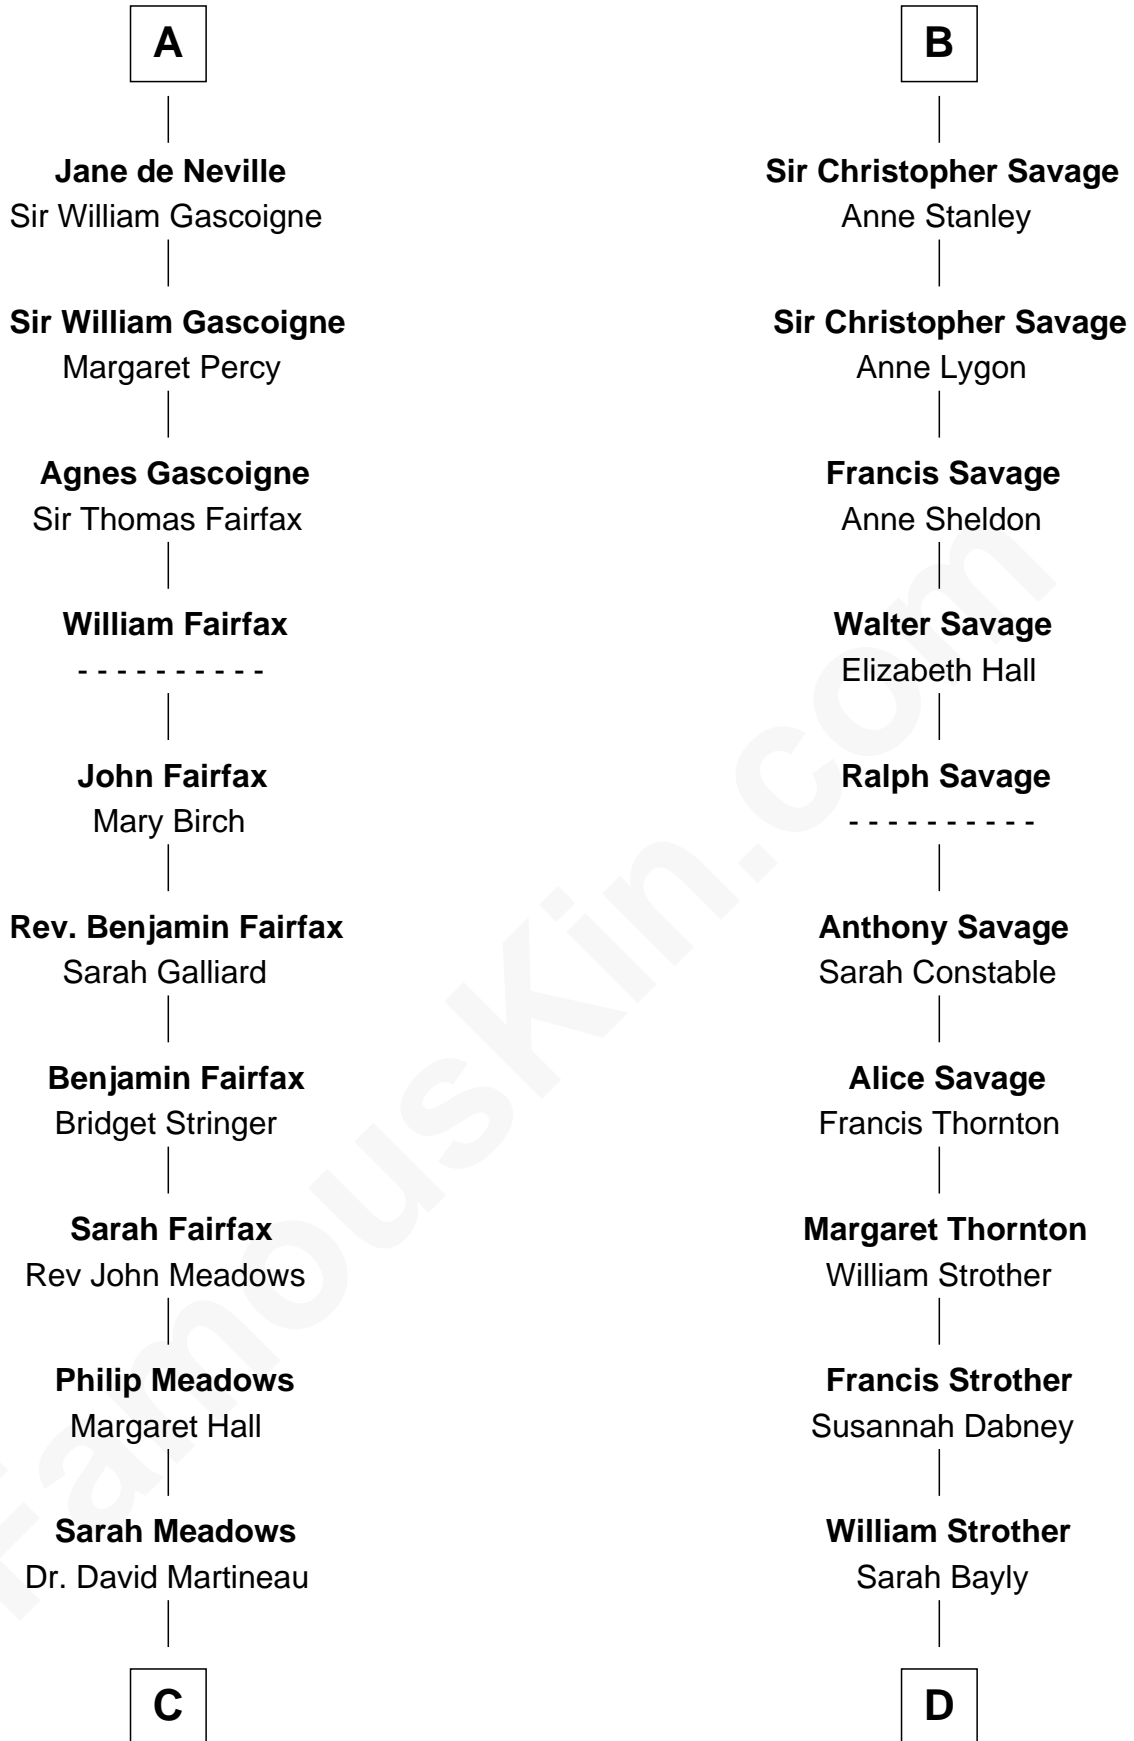 A
Jane de Neville
Sir William Gascoigne
Sir William Gascoigne
Margaret Percy
Agnes Gascoigne
Sir Thomas Fairfax
William Fairfax
- - - - - - - - - -
John Fairfax
Mary Birch
Rev. Benjamin Fairfax
Sarah Galliard
Benjamin Fairfax
Bridget Stringer
Sarah Fairfax
Rev John Meadows
Philip Meadows
Margaret Hall
Sarah Meadows
Dr. David Martineau
C
B
Sir Christopher Savage
Anne Stanley
Sir Christopher Savage
Anne Lygon
Francis Savage
Anne Sheldon
Walter Savage
Elizabeth Hall
Ralph Savage
- - - - - - - - - -
Anthony Savage
Sarah Constable
Alice Savage
Francis Thornton
Margaret Thornton
William Strother
Francis Strother
Susannah Dabney
William Strother
Sarah Bayly
D
FamousKin.com